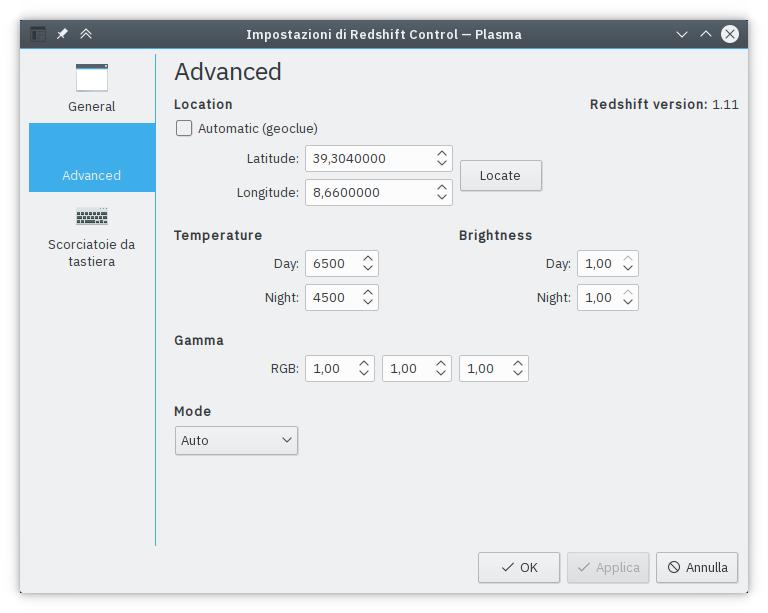 Impostazioni di Redshift Control — Plasma
General
Advanced
Scorciatoie da
tastiera
Advanced
Location
Redshift version: 1.11
Automatic (geoclue)
Latitude: 39,3040000
Longitude: 8,6600000
Locate
Temperature
Day: 6500
Night: 4500
Brightness
Day: 1,00
Night: 1,00
Gamma
RGB: 1,00 1,00 1,00
Mode
Auto
OK Applica Annulla